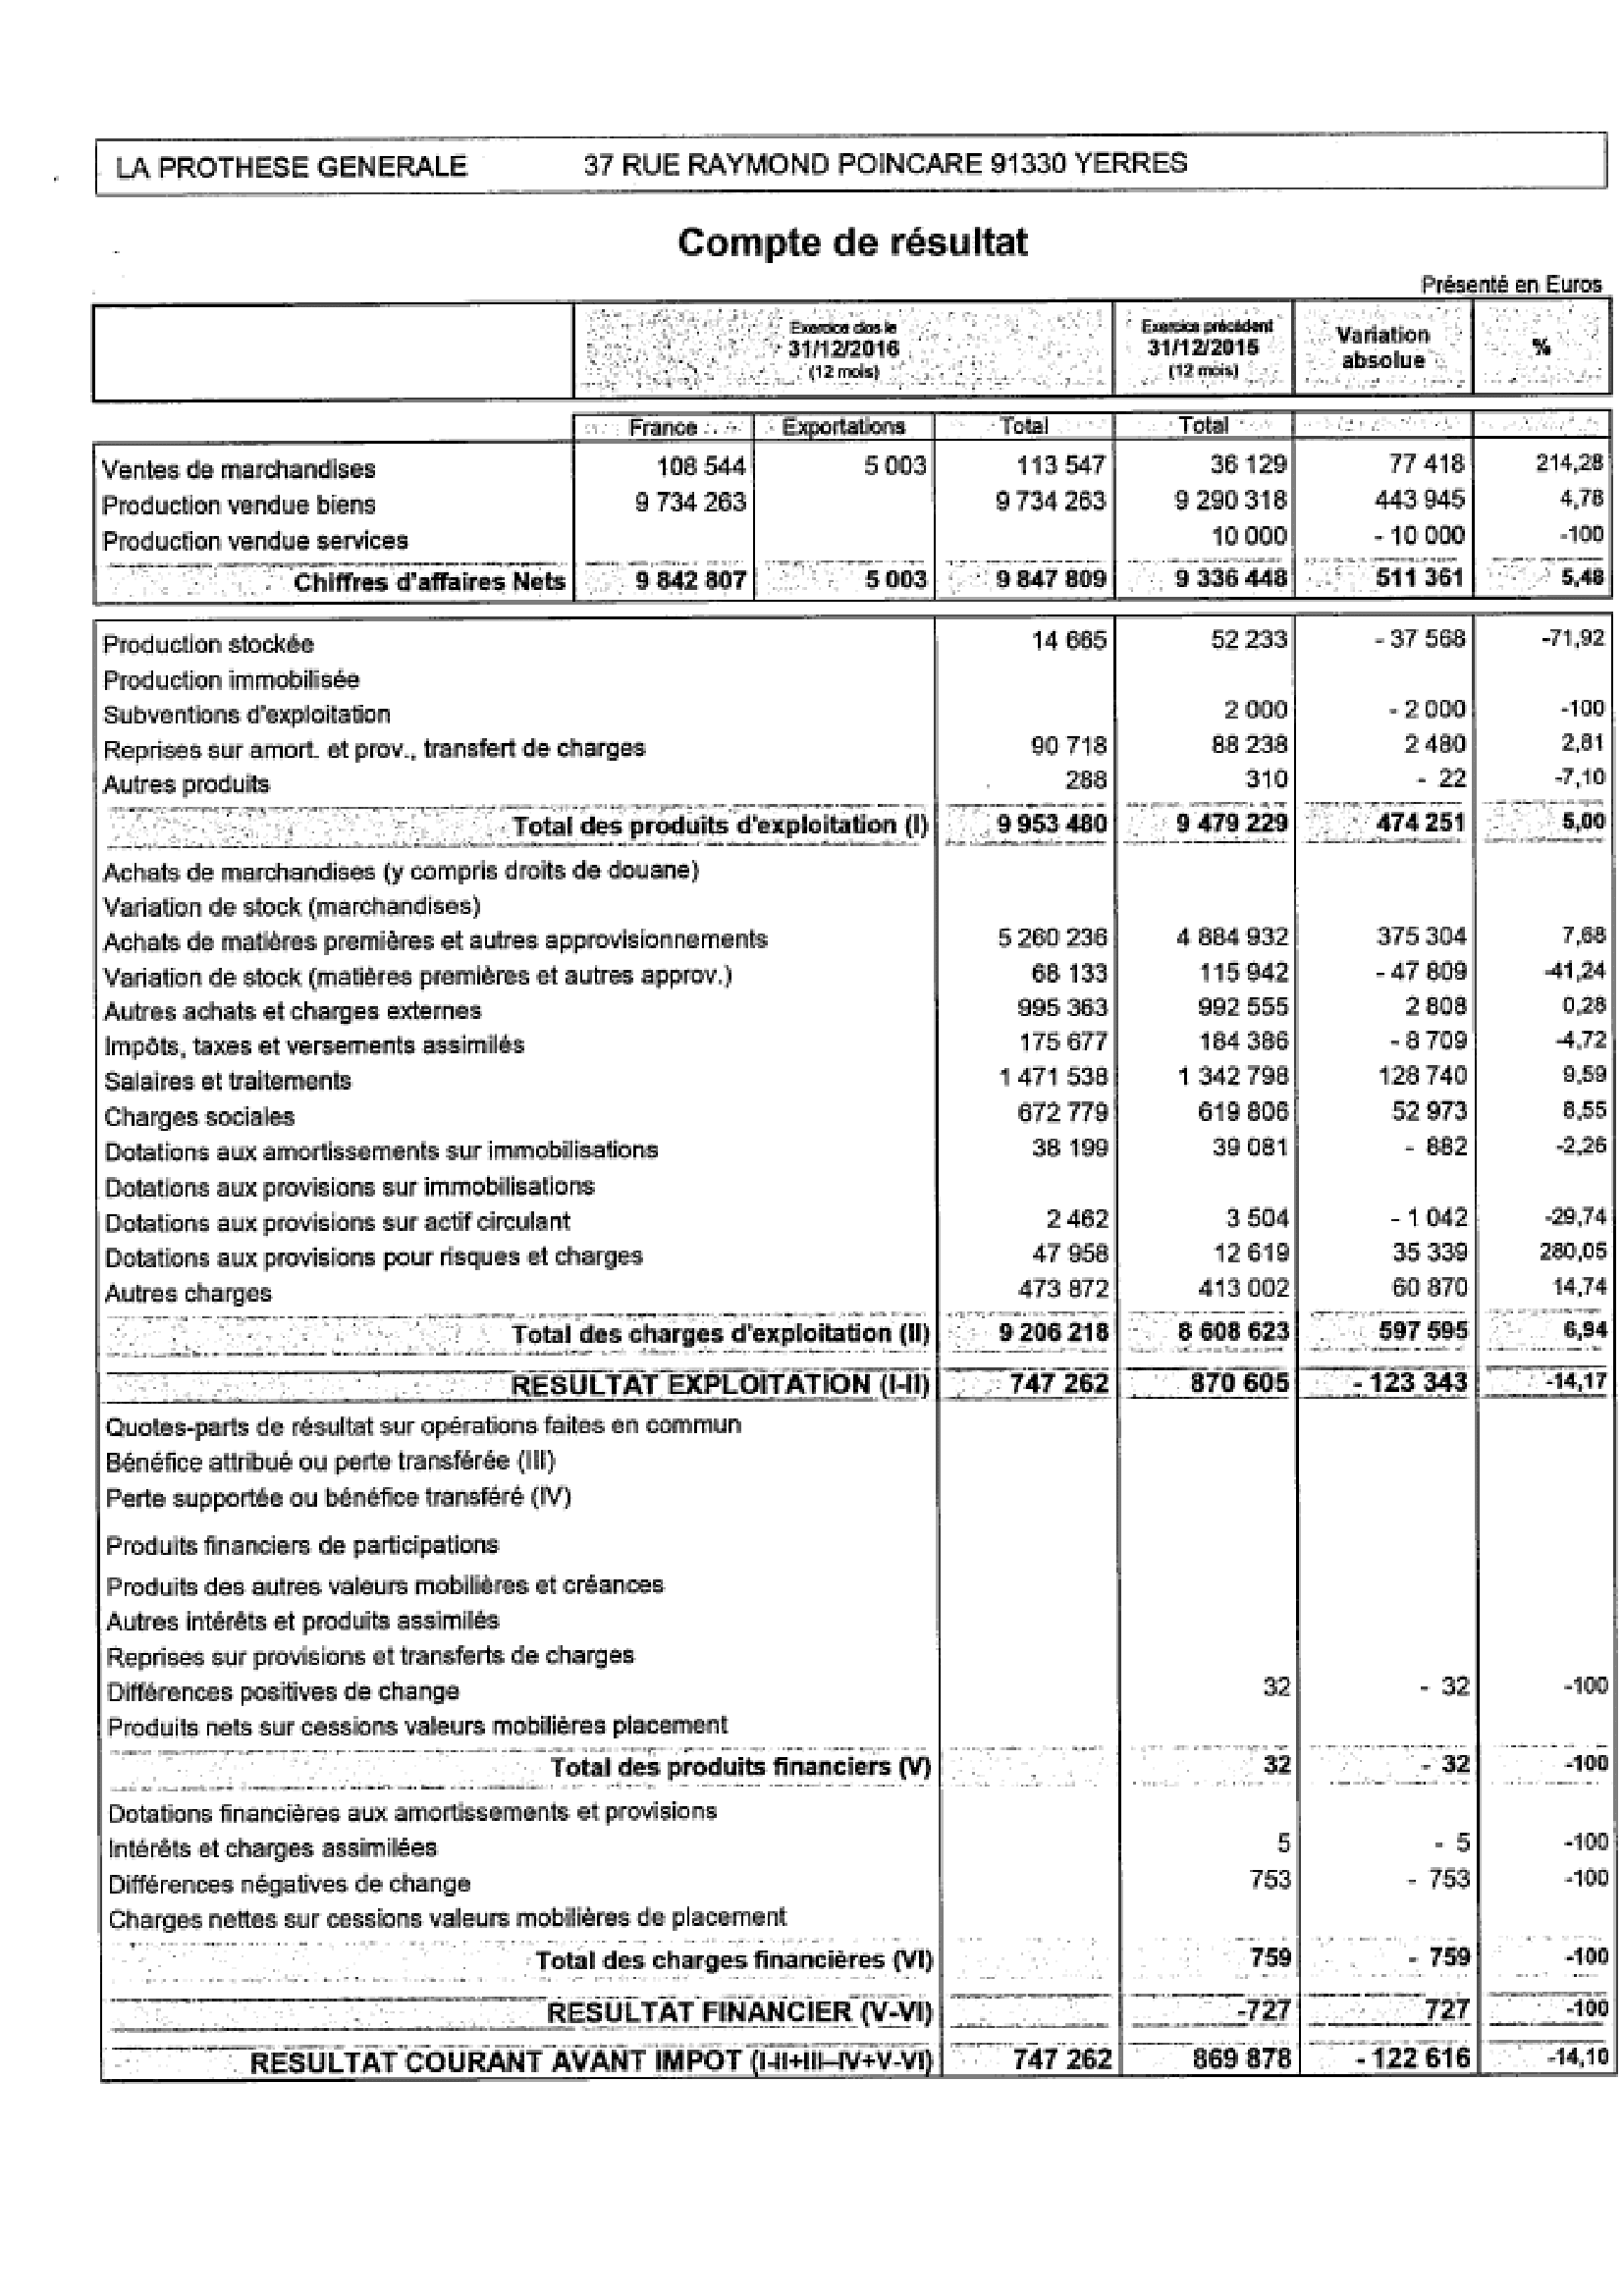 LA PROTHESE GENERALE 37 RUE RAYMOND POINCARE 91330 YERRES
Compte de résultat
Présenté en Euros
Exercice clos le 31/12/2016 (12 mois) Exercice précédent 31/12/2015 (12 mois) Variation absolue %
France Exportations Total Total
Ventes de marchandises 108 544 5 003 113 547 36 129 77 418 214,28
Production vendue biens 9 734 263 9 734 263 9 290 318 443 945 4,78
Production vendue services 10 000 - 10 000 -100
Chiffres d'affaires Nets 9 842 807 5 003 9 847 809 9 336 448 511 361 5,48
Production stockée 14 665 52 233 - 37 568 -71,92
Production immobilisée
Subventions d'exploitation 2 000 - 2 000 -100
Reprises sur amort. et prov., transfert de charges 90 718 88 238 2 480 2,81
Autres produits 288 310 - 22 -7,10
Total des produits d'exploitation (I) 9 953 480 9 479 229 474 251 5,00
Achats de marchandises (y compris droits de douane)
Variation de stock (marchandises)
Achats de matières premières et autres approvisionnements 5 260 236 4 884 932 375 304 7,68
Variation de stock (matières premières et autres approv.) 68 133 115 942 - 47 809 -41,24
Autres achats et charges externes 995 363 992 555 2 808 0,28
Impôts, taxes et versements assimilés 175 677 184 386 - 8 709 -4,72
Salaires et traitements 1 471 538 1 342 798 128 740 9,59
Charges sociales 672 779 619 806 52 973 8,55
Dotations aux amortissements sur immobilisations 38 199 39 081 - 882 -2,26
Dotations aux provisions sur immobilisations
Dotations aux provisions sur actif circulant 2 462 3 504 - 1 042 -29,74
Dotations aux provisions pour risques et charges 47 958 12 619 35 339 280,05
Autres charges 473 872 413 002 60 870 14,74
Total des charges d'exploitation (II) 9 206 218 8 608 623 597 595 6,94
RESULTAT EXPLOITATION (I-II) 747 262 870 605 - 123 343 -14,17
Quotes-parts de résultat sur opérations faites en commun
Bénéfice attribué ou perte transférée (III)
Perte supportée ou bénéfice transféré (IV)
Produits financiers de participations
Produits des autres valeurs mobilières et créances
Autres intérêts et produits assimilés
Reprises sur provisions et transferts de charges
Différences positives de change 32 - 32 -100
Produits nets sur cessions valeurs mobilières placement
Total des produits financiers (V) 32 - 32 -100
Dotations financières aux amortissements et provisions
Intérêts et charges assimilées 5 - 5 -100
Différences négatives de change 753 - 753 -100
Charges nettes sur cessions valeurs mobilières de placement
Total des charges financières (VI) 759 - 759 -100
RESULTAT FINANCIER (V-VI) -727 727 -100
RESULTAT COURANT AVANT IMPOT (I-II+III–IV+V-VI) 747 262 869 878 - 122 616 -14,10